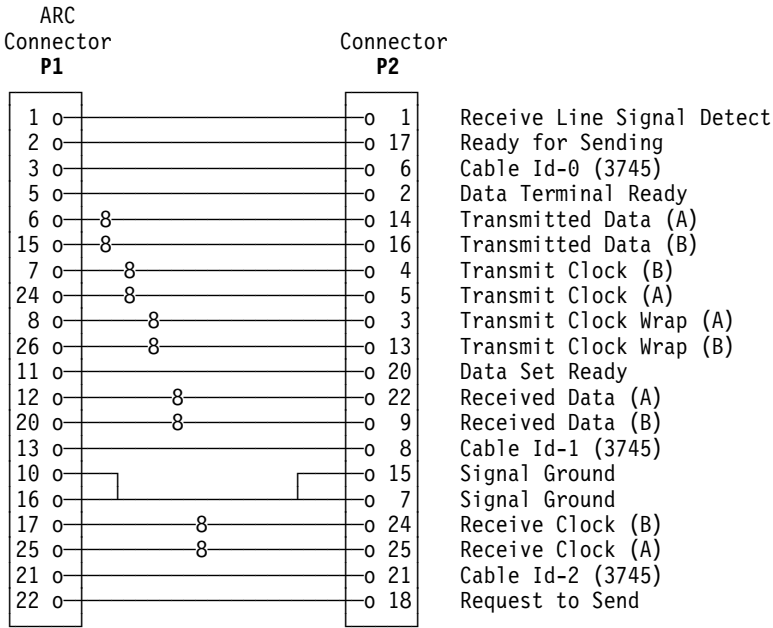 ARC
Connector Connector
P1 P2
1 o o 1 Receive Line Signal Detect
2 o o 17 Ready for Sending
3 o o 6 Cable Id-0 (3745)
5 o o 2 Data Terminal Ready
6 o 8 o 14 Transmitted Data (A)
15 o 8 o 16 Transmitted Data (B)
7 o 8 o 4 Transmit Clock (B)
24 o 8 o 5 Transmit Clock (A)
8 o 8 o 3 Transmit Clock Wrap (A)
26 o 8 o 13 Transmit Clock Wrap (B)
11 o o 20 Data Set Ready
12 o 8 o 22 Received Data (A)
20 o 8 o 9 Received Data (B)
13 o o 8 Cable Id-1 (3745)
10 o o 15 Signal Ground
16 o o 7 Signal Ground
17 o 8 o 24 Receive Clock (B)
25 o 8 o 25 Receive Clock (A)
21 o o 21 Cable Id-2 (3745)
22 o o 18 Request to Send